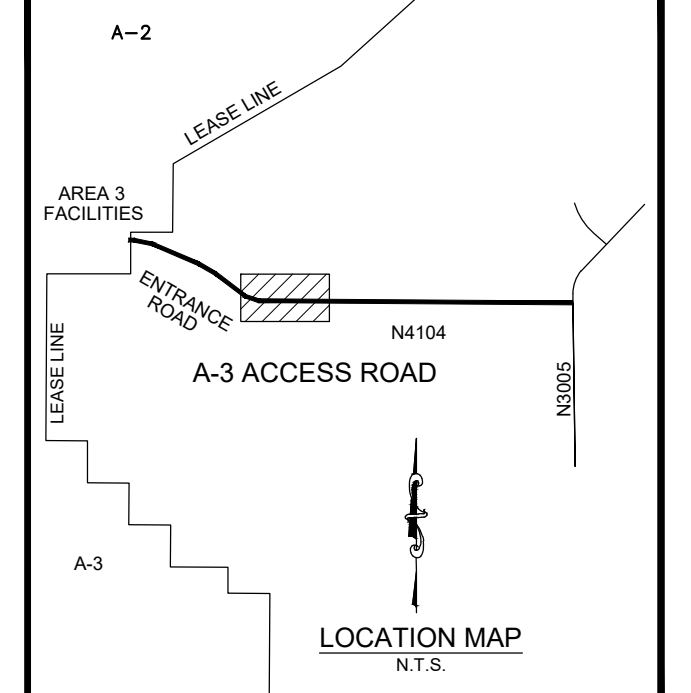 A-2
LEASE LINE
AREA 3
FACILITIES
ENTRANCE
ROAD
N4104
LEASE LINE
A-3 ACCESS ROAD
N3005
A-3
LOCATION MAP
N.T.S.